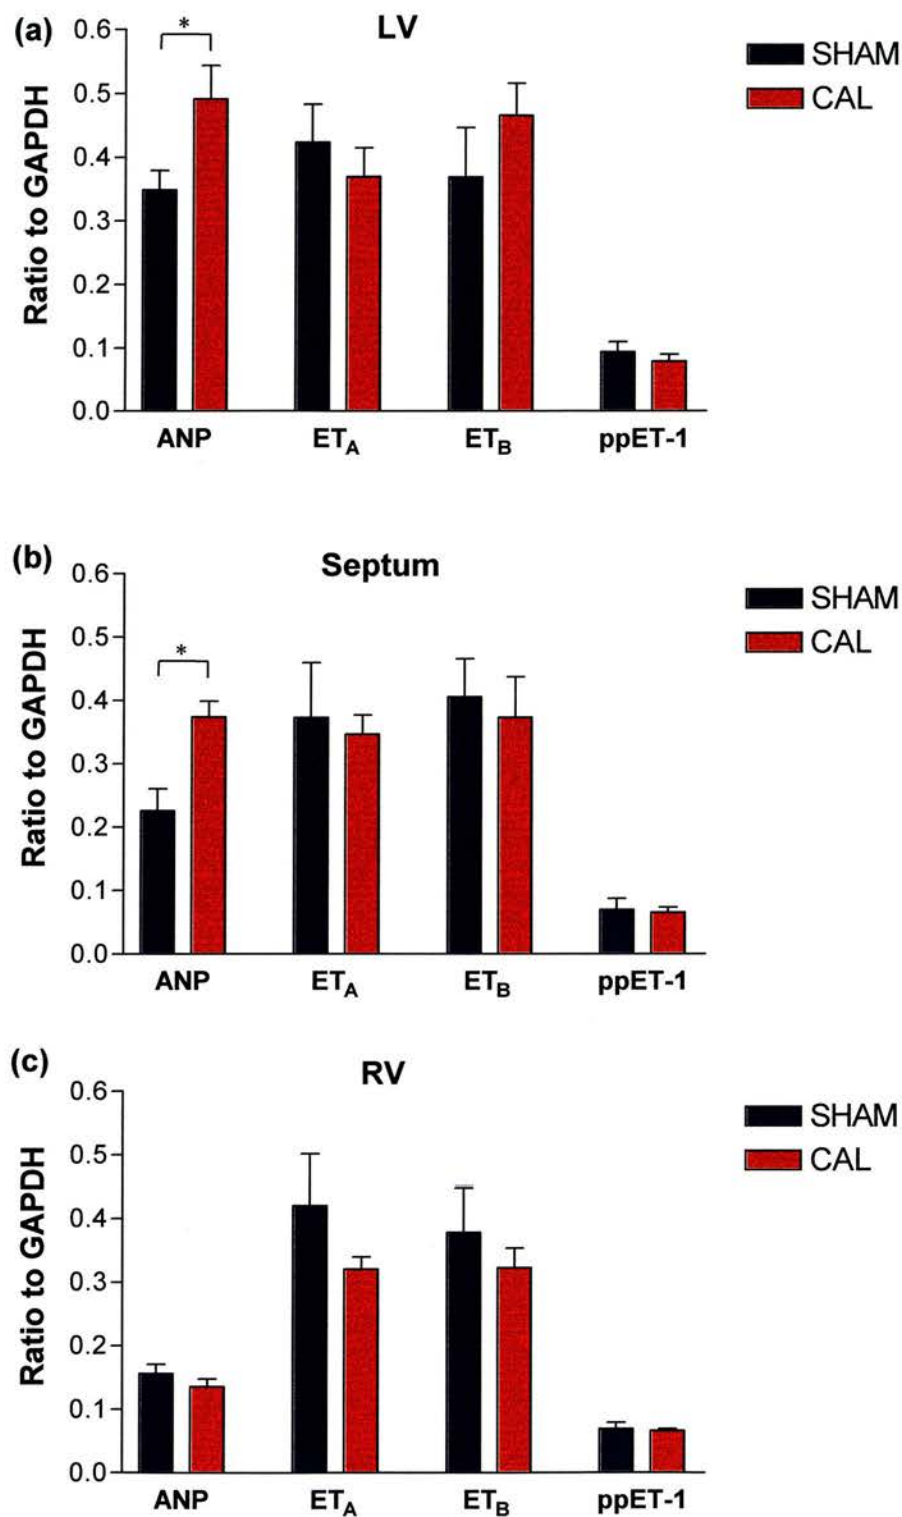 (a)
LV
SHAM
CAL
*
Ratio to GAPDH
0.6
0.5
0.4
0.3
0.2
0.1
0.0
ANP ETA ETB ppET-1
(b)
Septum
SHAM
CAL
*
Ratio to GAPDH
0.6
0.5
0.4
0.3
0.2
0.1
0.0
ANP ETA ETB ppET-1
(c)
RV
SHAM
CAL
Ratio to GAPDH
0.6
0.5
0.4
0.3
0.2
0.1
0.0
ANP ETA ETB ppET-1